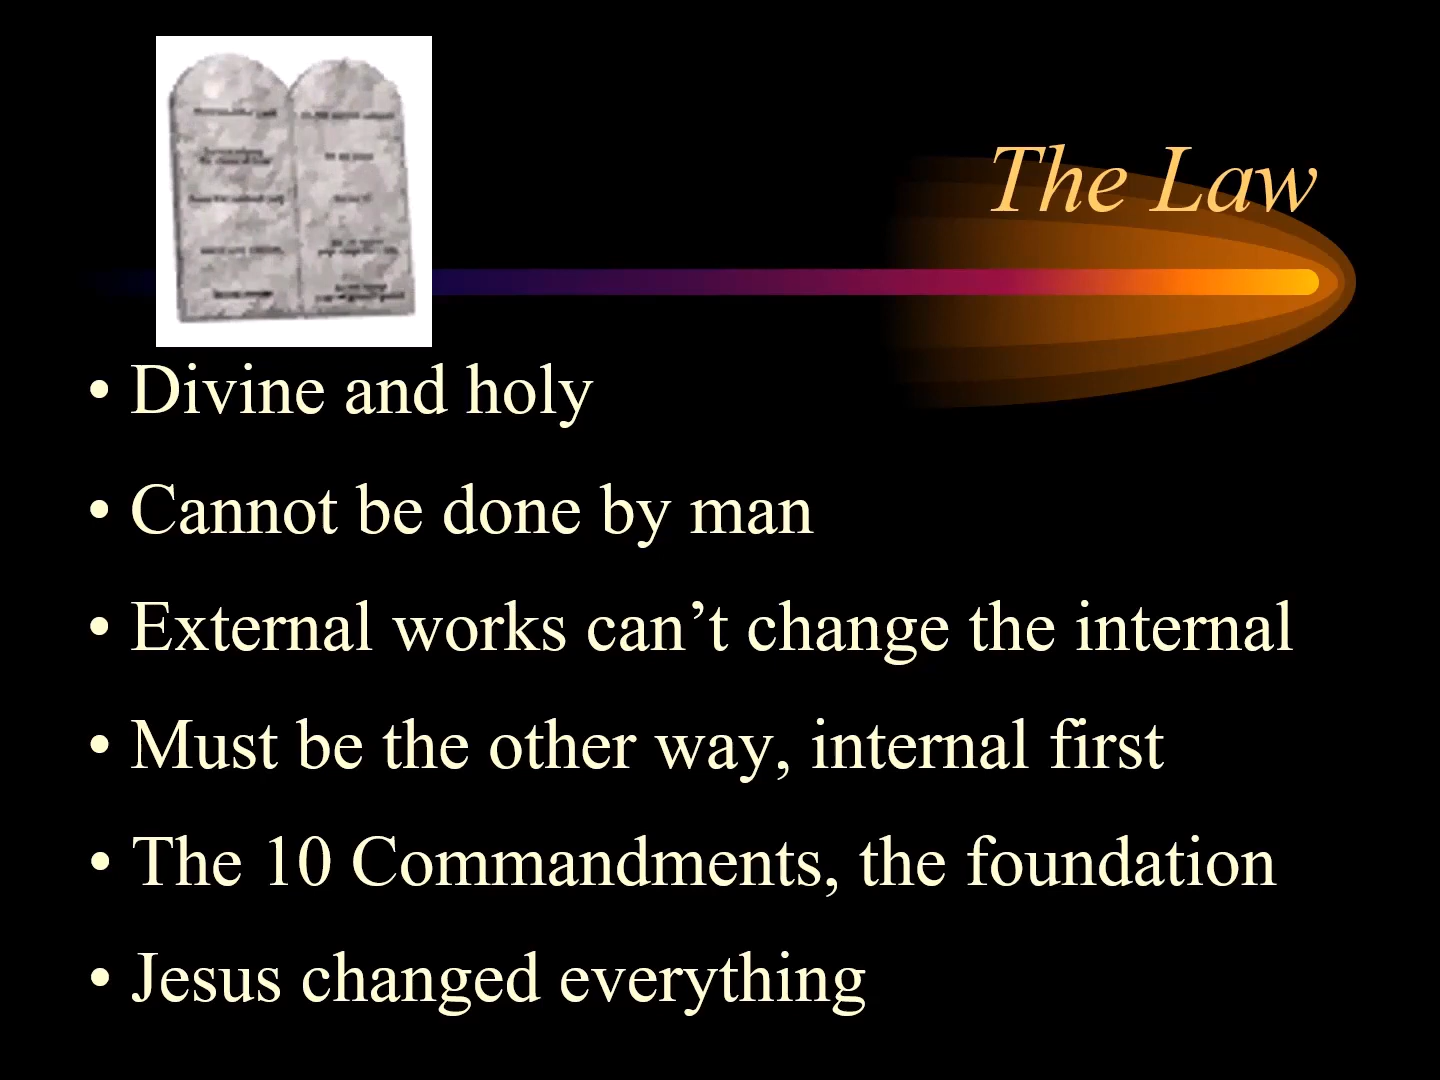 The Law
• Divine and holy
• Cannot be done by man
• External works can’t change the internal
• Must be the other way, internal first
• The 10 Commandments, the foundation
• Jesus changed everything